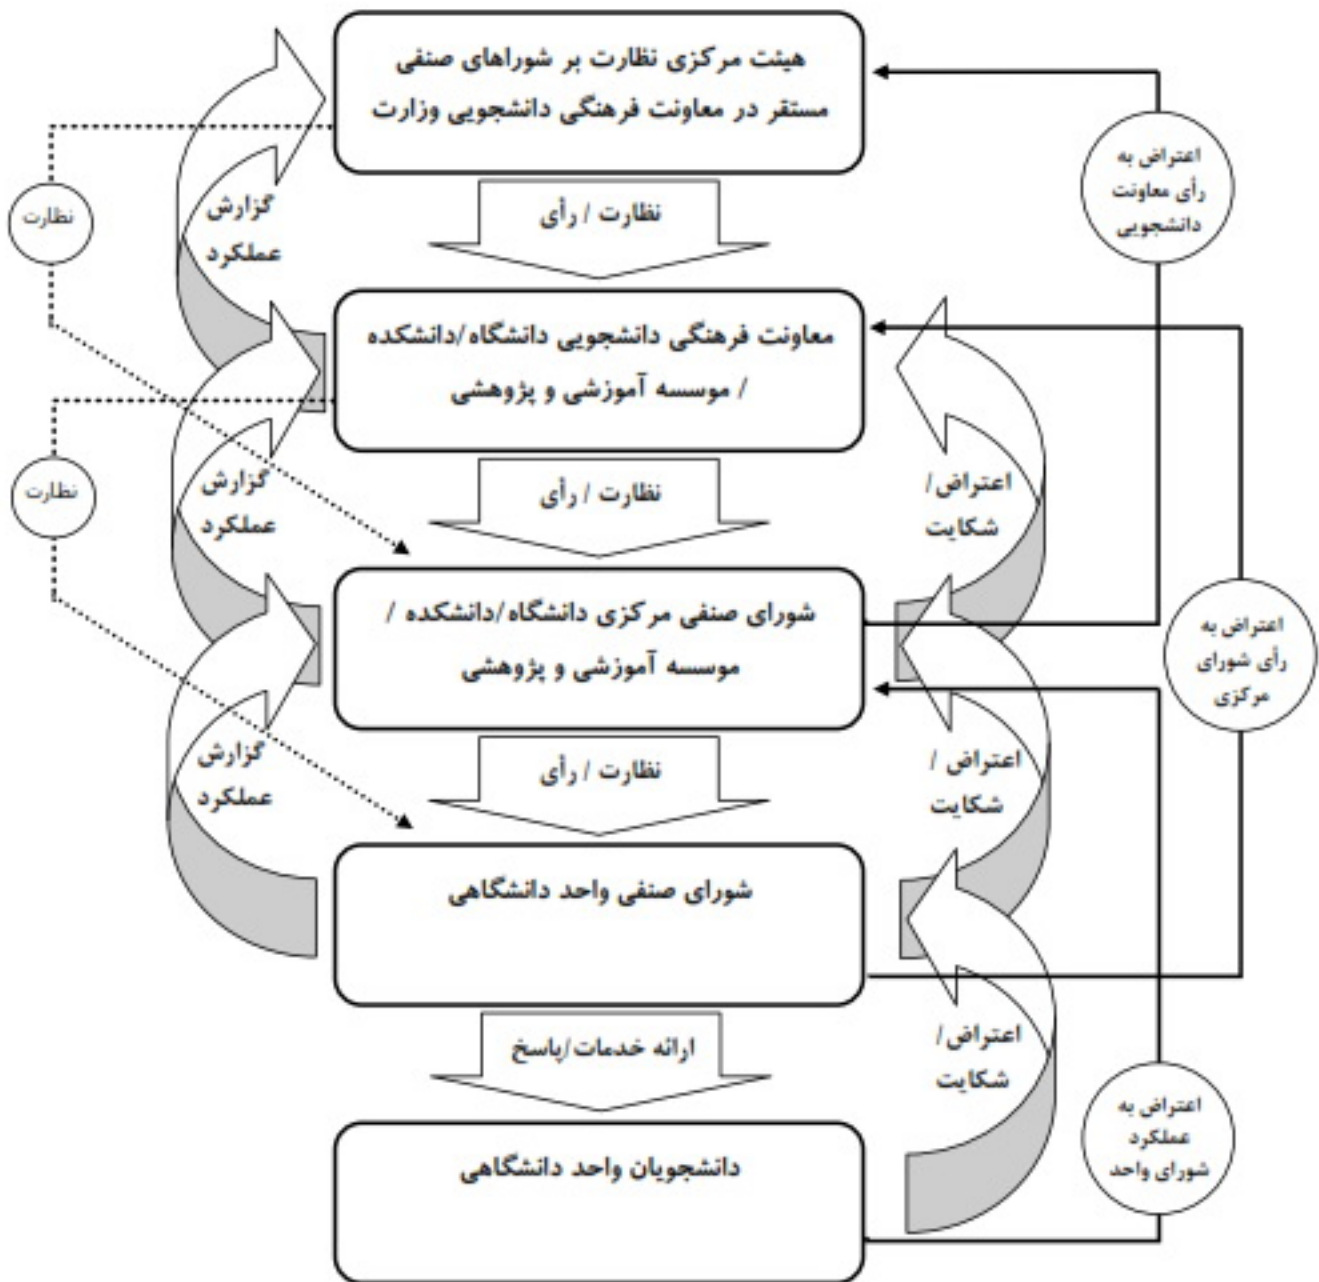 هیئت مرکزی نظارت بر شوراهای صنفی
مستقر در معاونت فرهنگی دانشجویی وزارت
اعتراض به
رأی معاونت
دانشجویی
نظارت
گزارش
عملکرد
نظارت / رأی
معاونت فرهنگی دانشجویی دانشگاه/دانشکده
/ موسسه آموزشی و پژوهشی
نظارت
گزارش
عملکرد
نظارت / رأی
اعتراض/
شکایت
شورای صنفی مرکزی دانشگاه/دانشکده /
موسسه آموزشی و پژوهشی
اعتراض به
رأی شورای
مرکزی
گزارش
عملکرد
نظارت / رأی
اعتراض /
شکایت
شورای صنفی واحد دانشگاهی
ارائه خدمات/پاسخ
اعتراض/
شکایت
اعتراض به
عملکرد
شورای واحد
دانشجویان واحد دانشگاهی